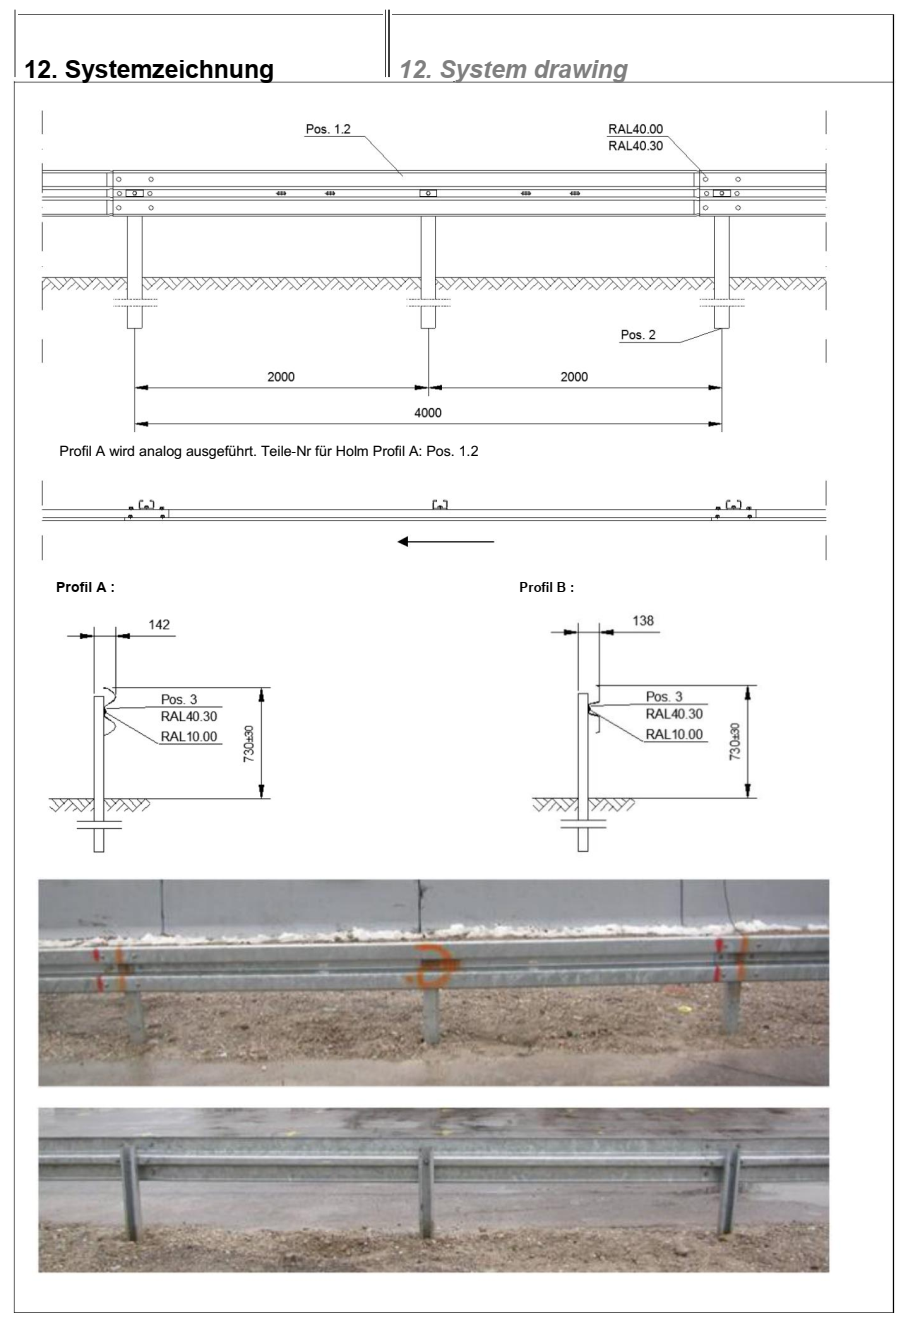 12. Systemzeichnung
12. System drawing
Pos. 1.2
RAL40.00
RAL40.30
Pos. 2
2000
2000
4000
Profil A wird analog ausgeführt. Teile-Nr für Holm Profil A: Pos. 1.2
Profil A :
Profil B :
142
Pos. 3
RAL40.30
RAL10.00
730±30
138
Pos. 3
RAL40.30
RAL10.00
730±30